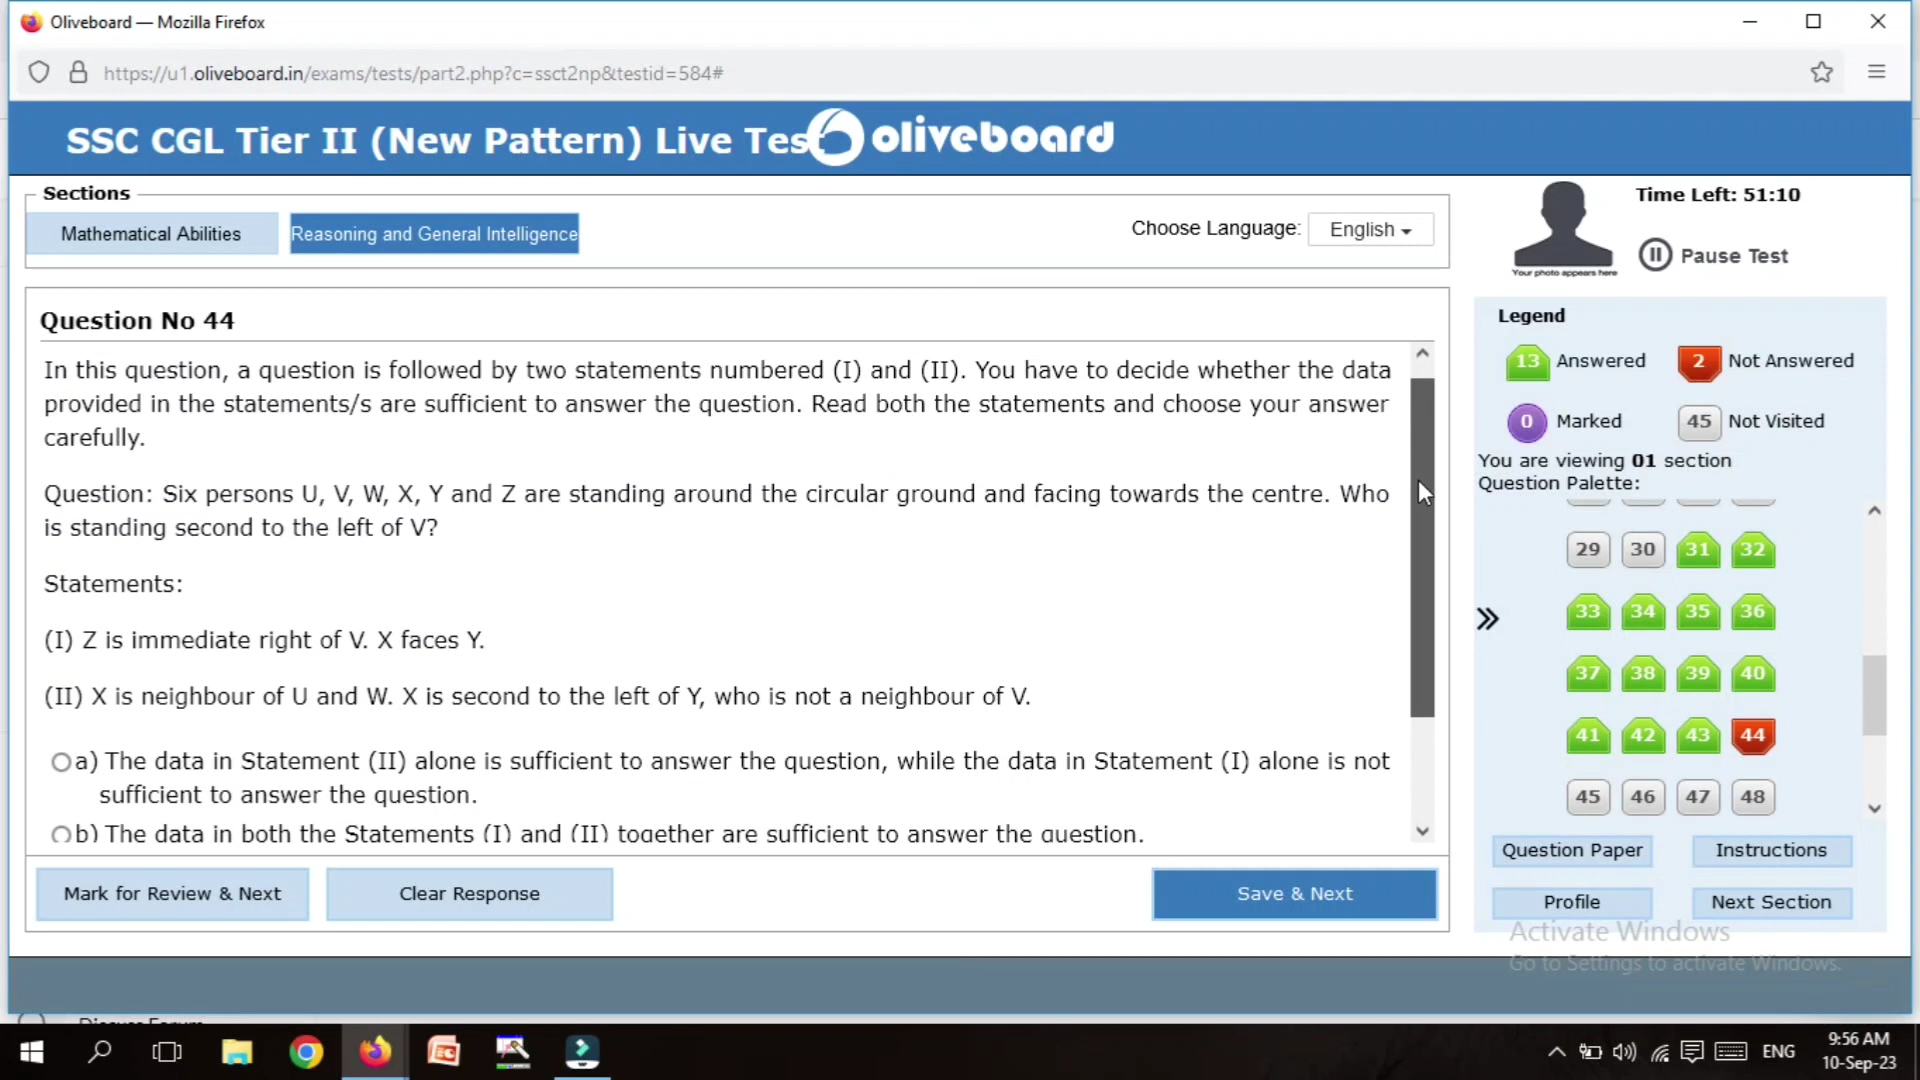 Oliveboard — Mozilla Firefox
https://u1.oliveboard.in/exams/tests/part2.php?c=ssct2np&testid=584#
SSC CGL Tier II (New Pattern) Live Tes
oliveboard
Sections
Mathematical Abilities
Reasoning and General Intelligence
Choose Language:
English
Your photo appears here
Time Left: 51:10
Pause Test
Question No 44
In this question, a question is followed by two statements numbered (I) and (II). You have to decide whether the data
provided in the statements/s are sufficient to answer the question. Read both the statements and choose your answer
carefully.
Question: Six persons U, V, W, X, Y and Z are standing around the circular ground and facing towards the centre. Who
is standing second to the left of V?
Statements:
(I) Z is immediate right of V. X faces Y.
(II) X is neighbour of U and W. X is second to the left of Y, who is not a neighbour of V.
a) The data in Statement (II) alone is sufficient to answer the question, while the data in Statement (I) alone is not
sufficient to answer the question.
b) The data in both the Statements (I) and (II) together are sufficient to answer the question.
Mark for Review & Next
Clear Response
Save & Next
Legend
13 Answered
2 Not Answered
0 Marked
45 Not Visited
You are viewing 01 section
Question Palette:
29 30 31 32
33 34 35 36
37 38 39 40
41 42 43 44
45 46 47 48
Question Paper
Instructions
Profile
Next Section
Activate Windows
Go to Settings to activate Windows.
ENG
9:56 AM
10-Sep-23